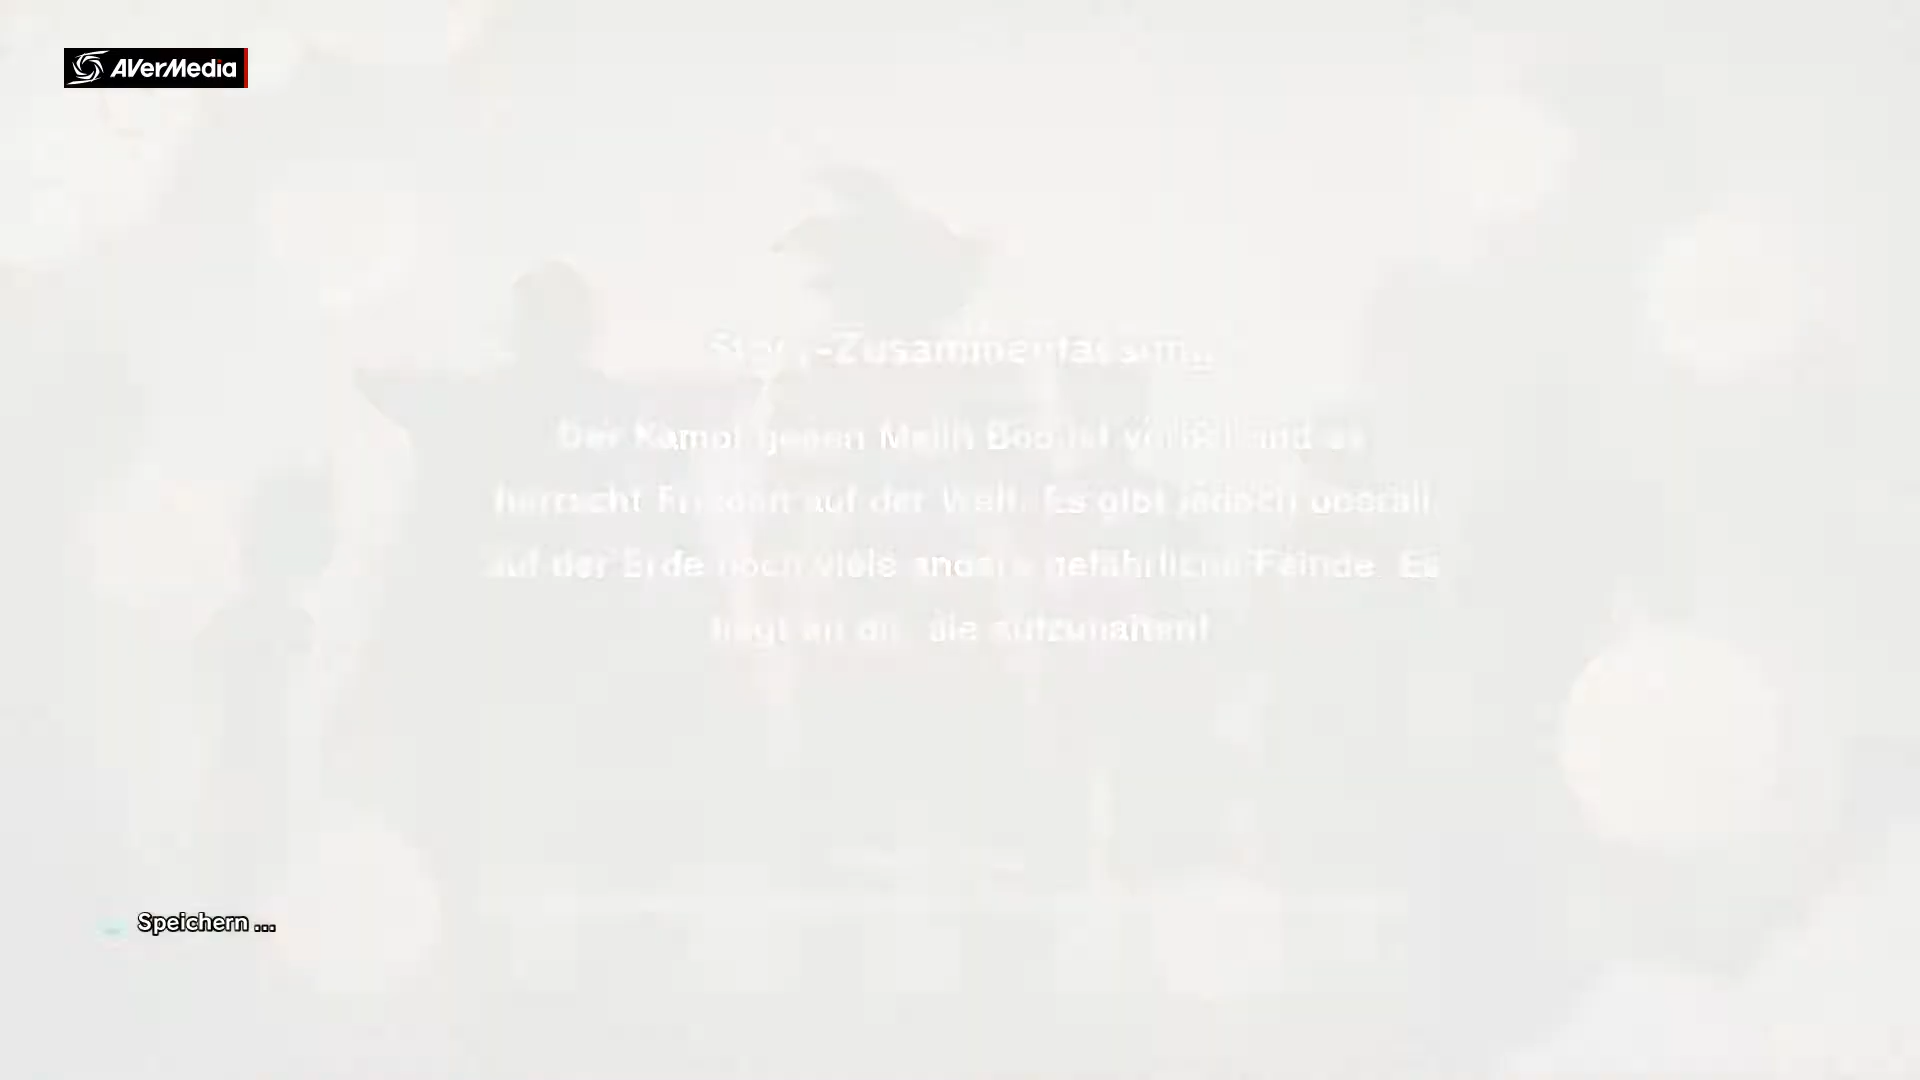 AVerMedia
Story-Zusammenfassung
Der Kampf gegen Majin Boo ist vorbei und es
herrscht Frieden auf der Welt. Es gibt jedoch überall
auf der Erde noch viele andere gefährliche Feinde. Es
liegt an dir, sie aufzuhalten!
Speichern ...